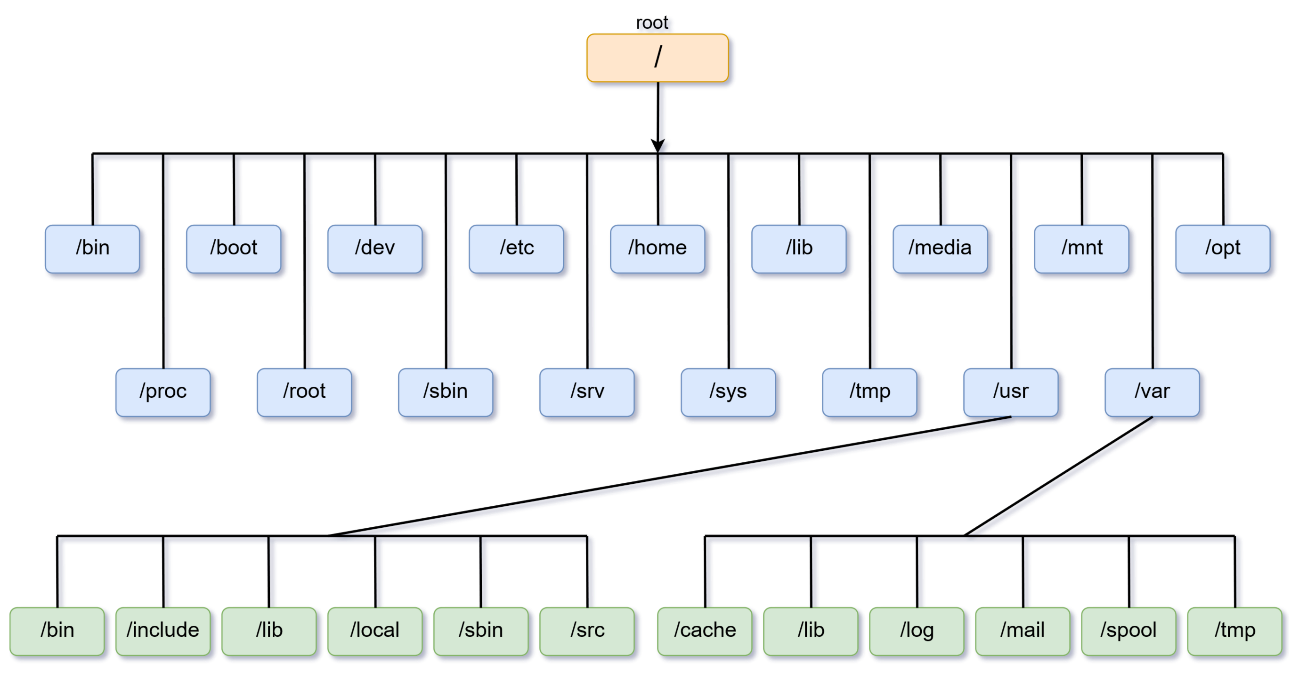 root
/
/bin
/boot
/dev
/etc
/home
/lib
/media
/mnt
/opt
/proc
/root
/sbin
/srv
/sys
/tmp
/usr
/var
/bin
/include
/lib
/local
/sbin
/src
/cache
/lib
/log
/mail
/spool
/tmp